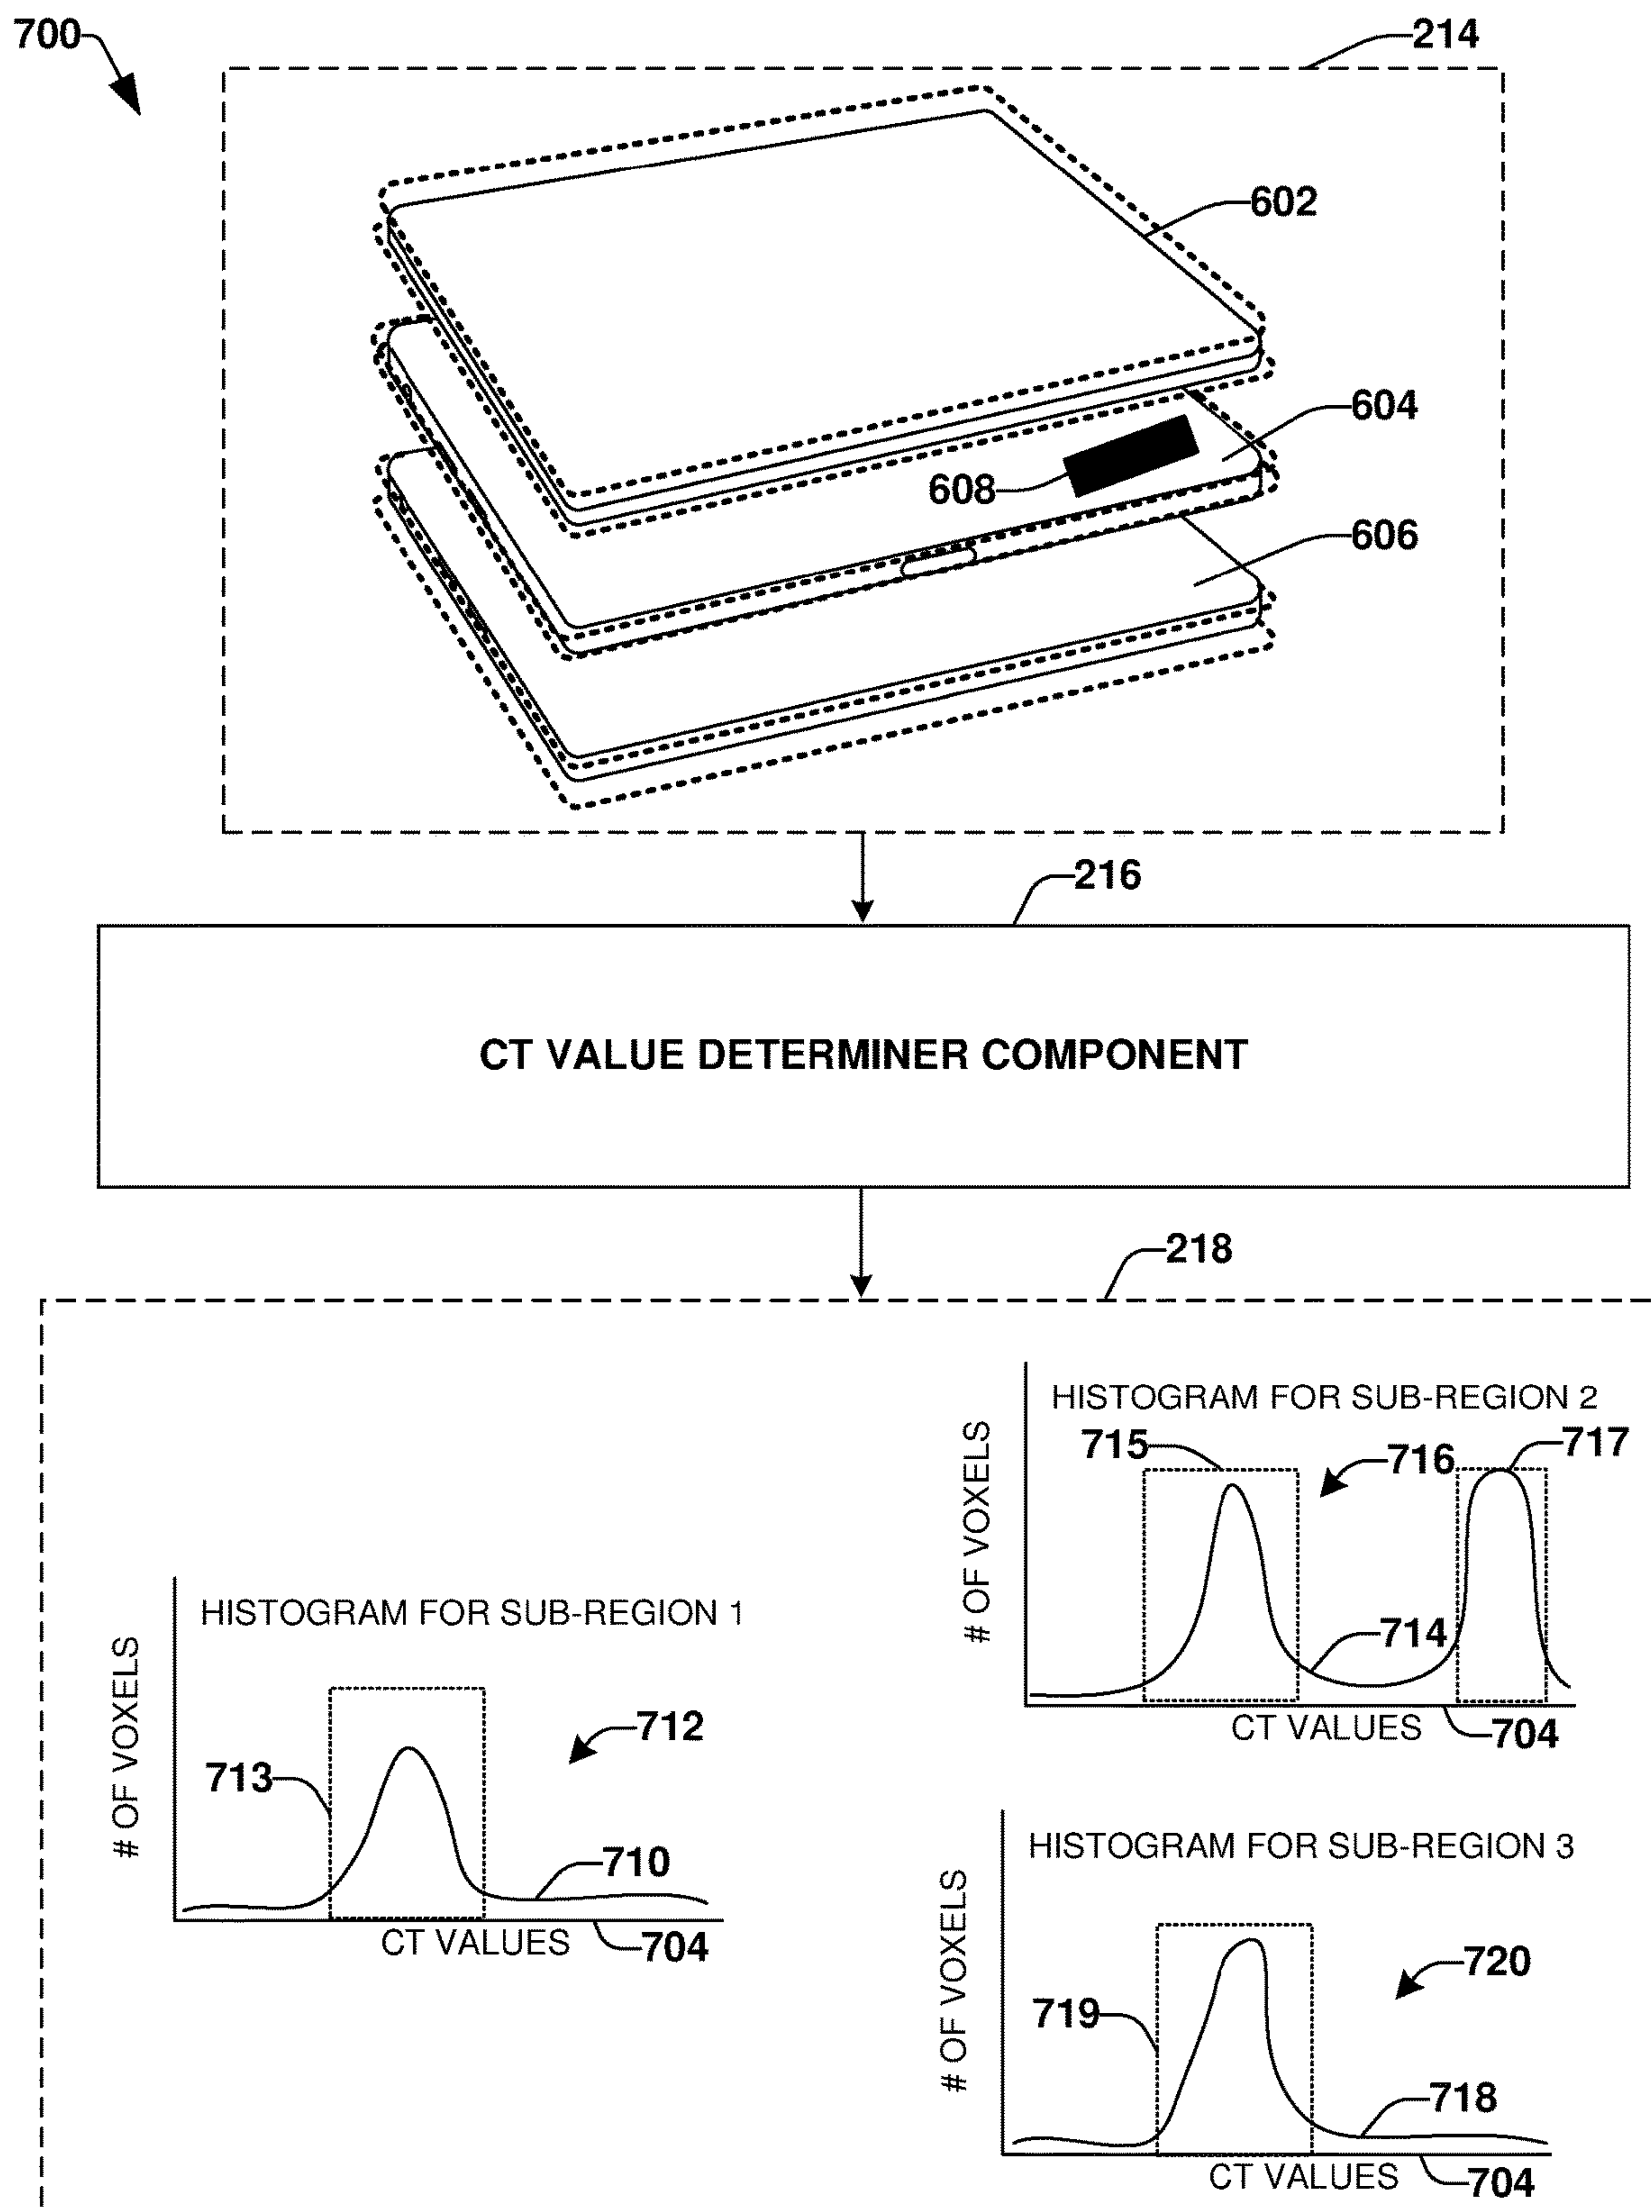 700
214
602
604
608
606
216
CT VALUE DETERMINER COMPONENT
218
HISTOGRAM FOR SUB-REGION 2
715
716
717
# OF VOXELS
714
CT VALUES
704
HISTOGRAM FOR SUB-REGION 1
712
713
# OF VOXELS
710
CT VALUES
704
HISTOGRAM FOR SUB-REGION 3
720
719
# OF VOXELS
718
CT VALUES
704